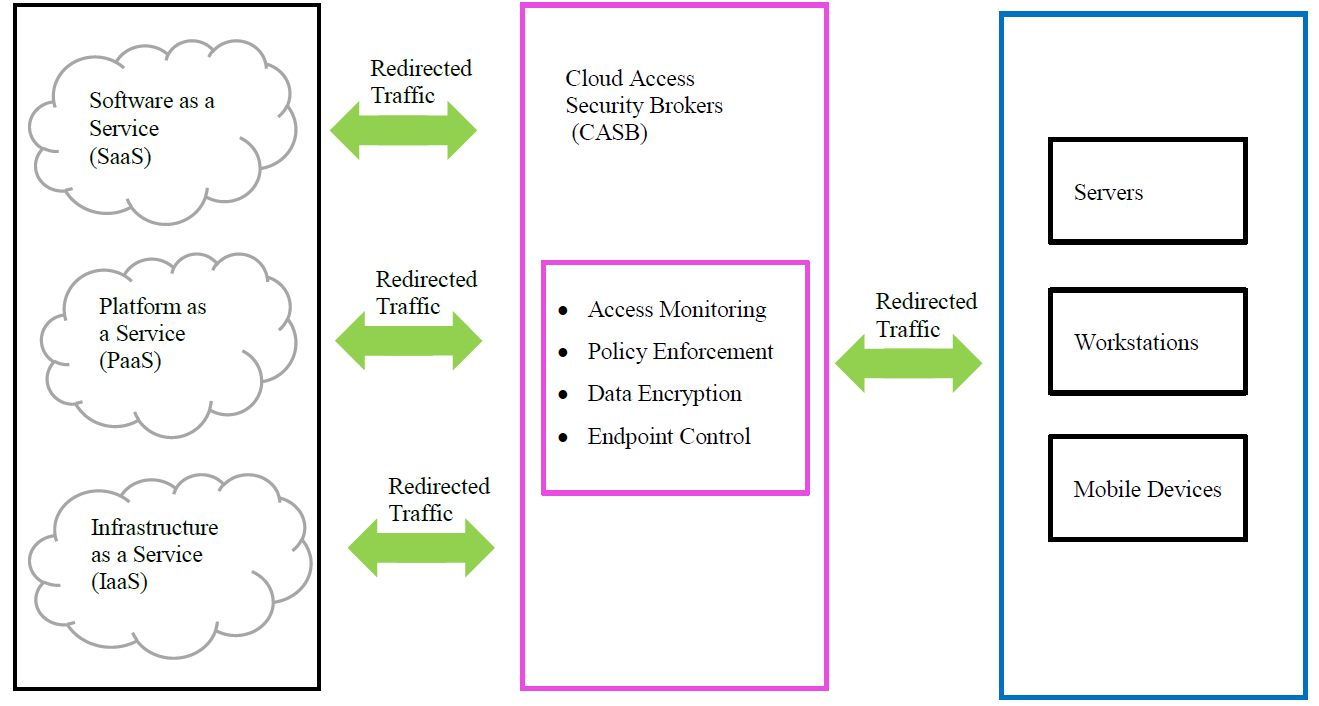 Software as a
Service
(SaaS)
Platform as
a Service
(PaaS)
Infrastructure
as a Service
(IaaS)
Redirected
Traffic
Redirected
Traffic
Redirected
Traffic
Cloud Access
Security Brokers
(CASB)
• Access Monitoring
• Policy Enforcement
• Data Encryption
• Endpoint Control
Redirected
Traffic
Servers
Workstations
Mobile Devices